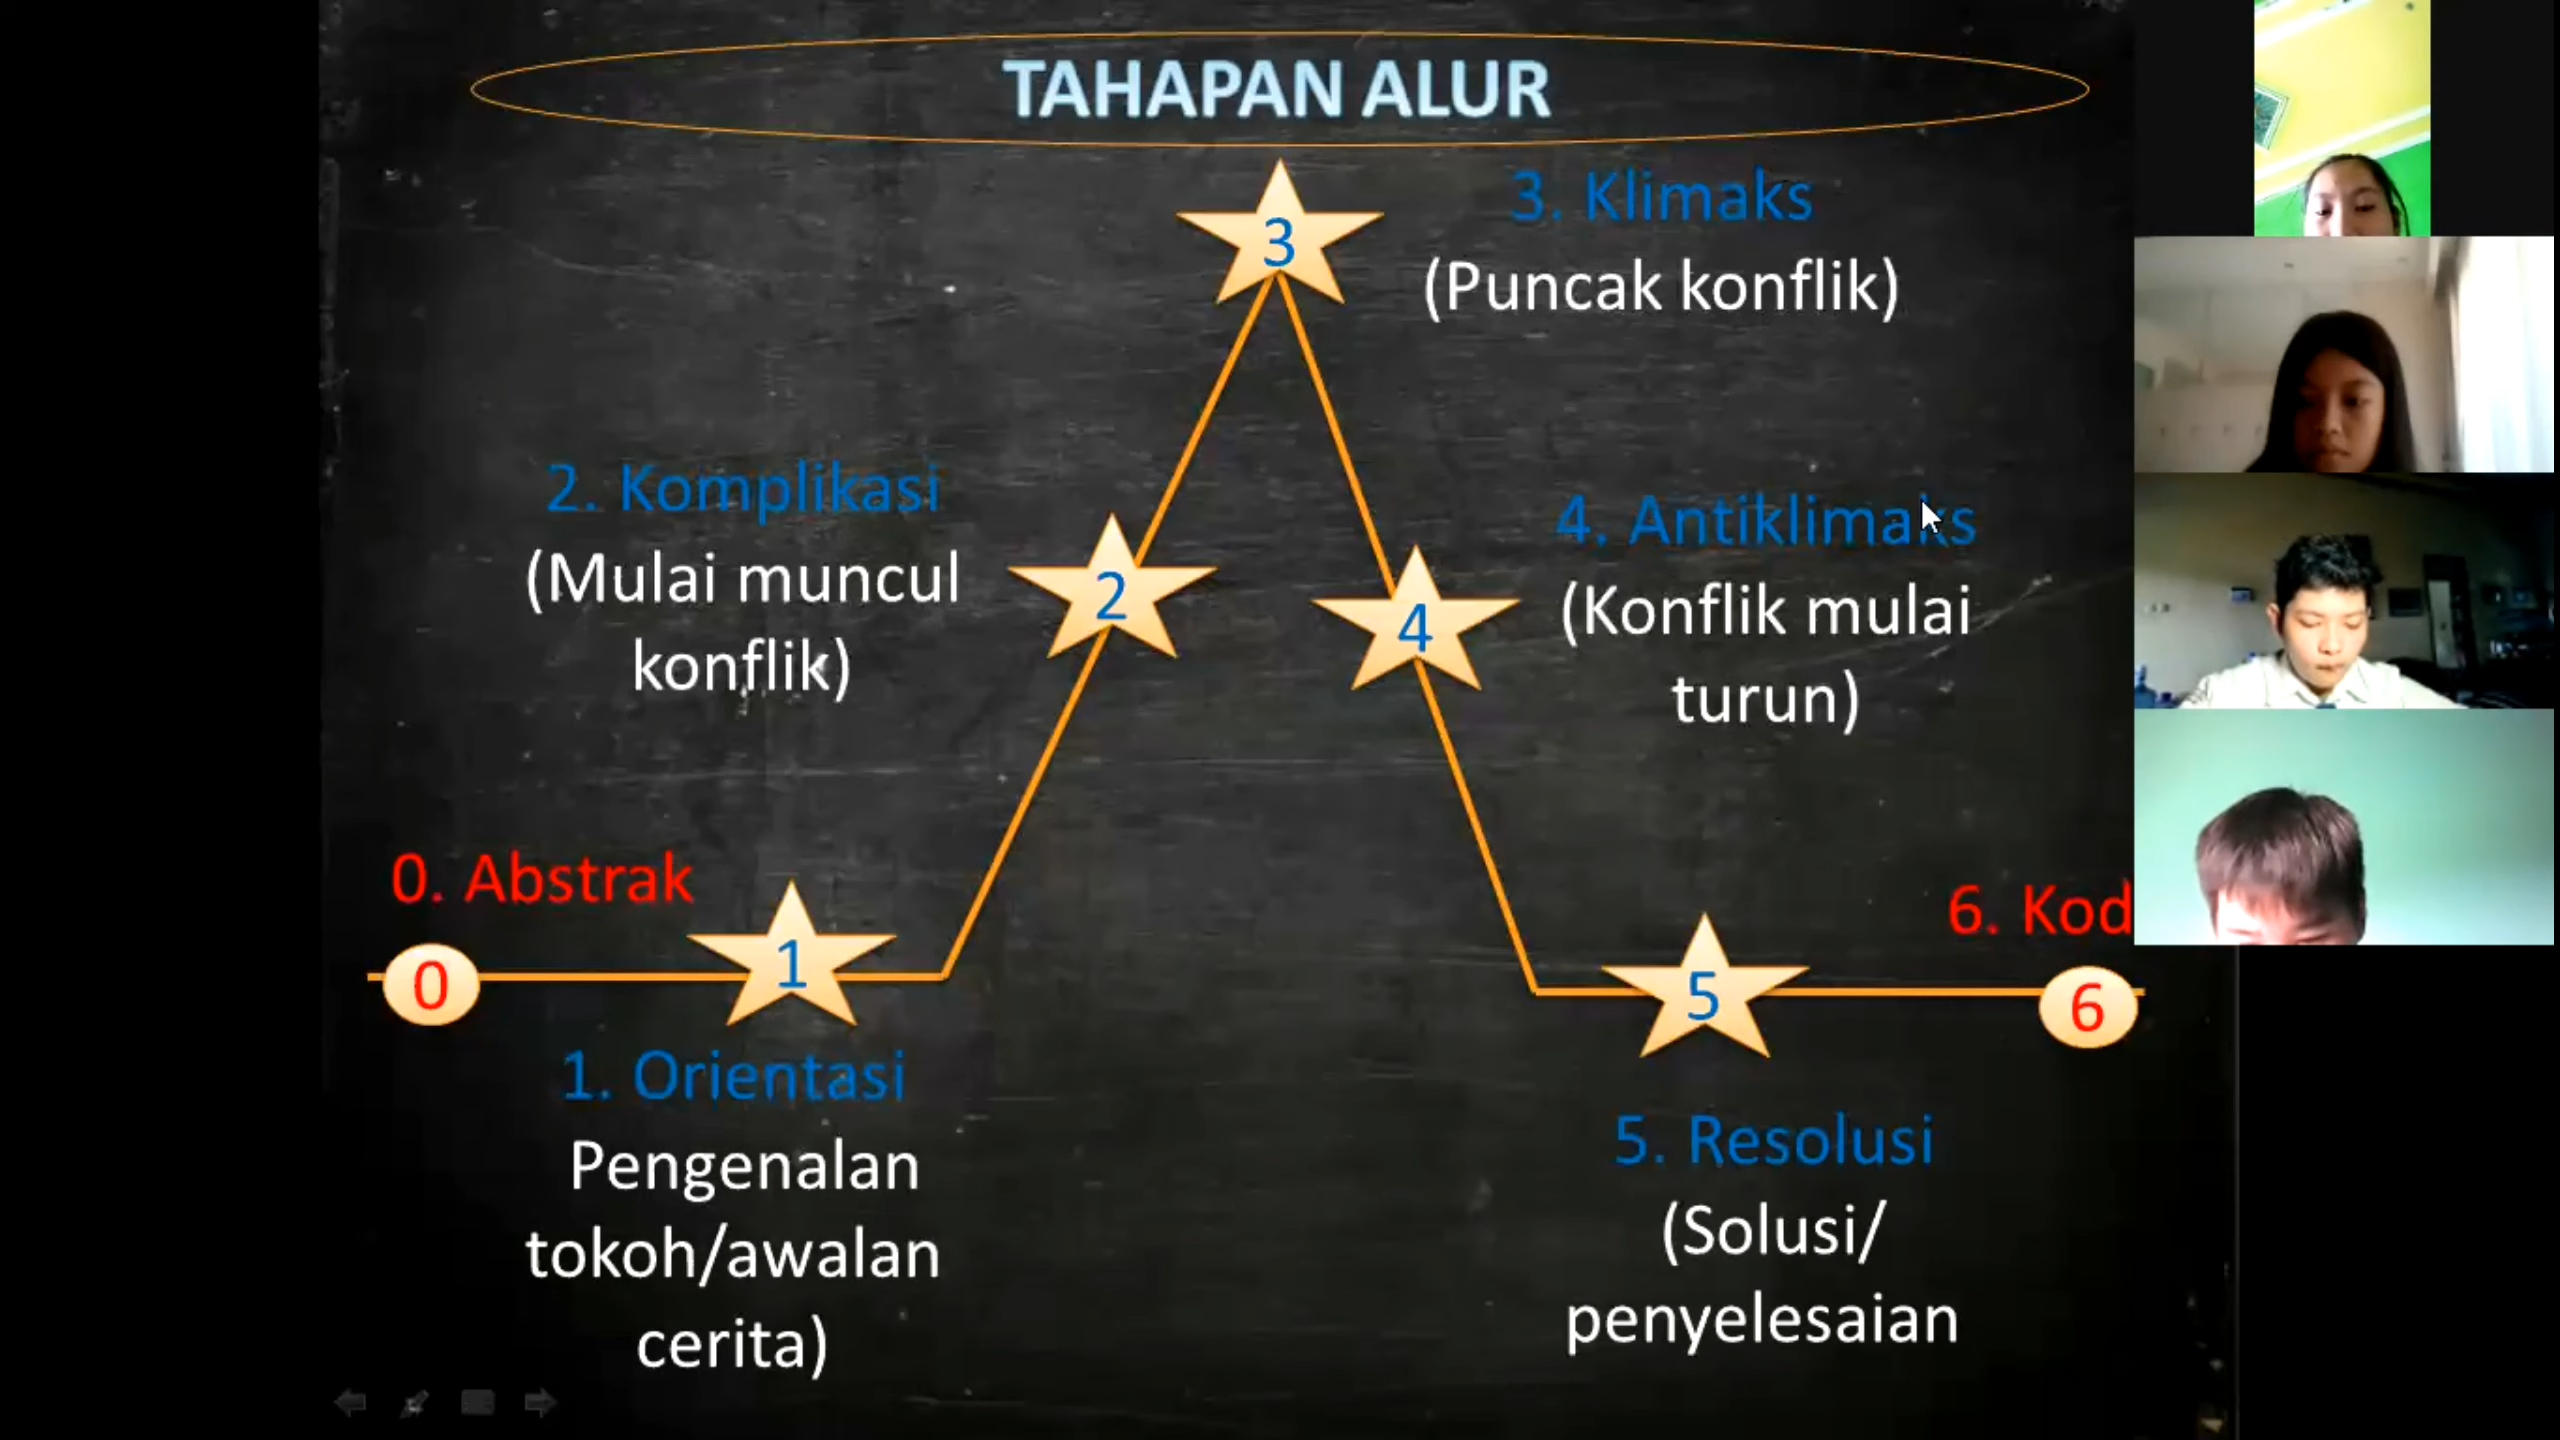 TAHAPAN ALUR
3
3. Klimaks
(Puncak konflik)
2. Komplikasi
(Mulai muncul
konflik)
2
4
4. Antiklimaks
(Konflik mulai
turun)
0. Abstrak
0
1
1. Orientasi
Pengenalan
tokoh/awalan
cerita)
5
5. Resolusi
(Solusi/
penyelesaian
6. Kod
6